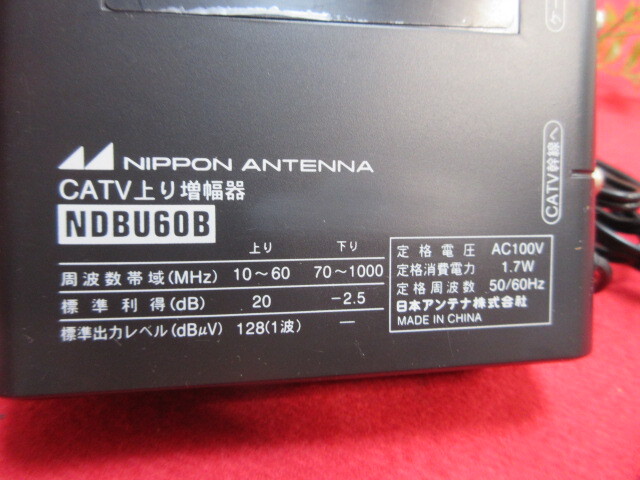 ケー
CATV幹線へ
NIPPON ANTENNA
CATV上り増幅器
NDBU60B
上り 下り
周波数帯域(MHz) 10～60 70～1000
標準利得(dB) 20 −2.5
標準出力レベル(dBμV) 128(1波) —
定格電圧 AC100V
定格消費電力 1.7W
定格周波数 50/60Hz
日本アンテナ株式会社
MADE IN CHINA